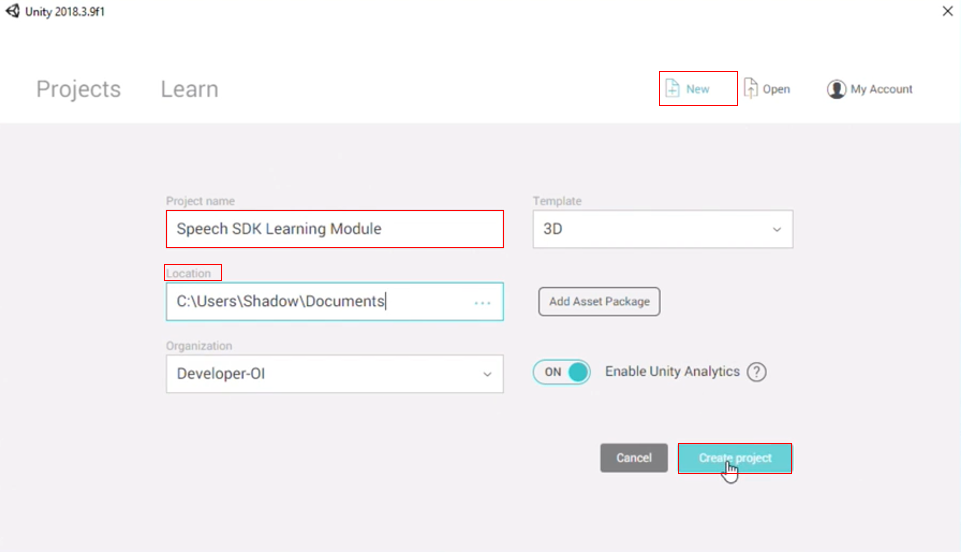 Unity 2018.3.9f1
Projects Learn New Open My Account
Project name Template
Speech SDK Learning Module 3D
Location
C:\Users\Shadow\Documents ... Add Asset Package
Organization
Developer-OI ON Enable Unity Analytics ?
Cancel Create project